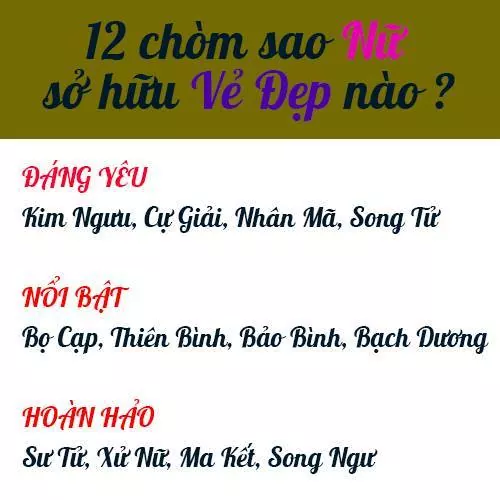 12 chòm sao Nữ
sở hữu Vẻ Đẹp nào ?
ĐÁNG YÊU
Kim Ngưu, Cự Giải, Nhân Mã, Song Tử
NỔI BẬT
Bọ Cạp, Thiên Bình, Bảo Bình, Bạch Dương
HOÀN HẢO
Sư Tử, Xử Nữ, Ma Kết, Song Ngư